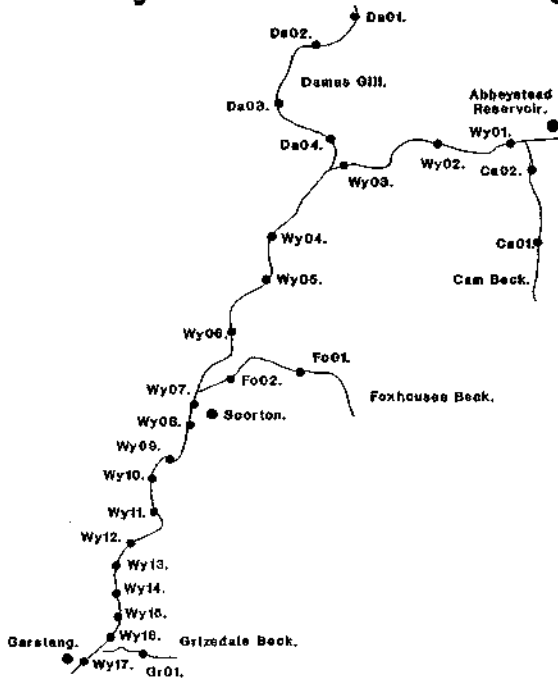 Da01.
Da02.
Damas Gill.
Da03.
Abbeystead
Reservoir.
Da04.
Wy01.
Wy02.
Wy03.
Ca02.
Wy04.
Ca01.
Wy05.
Cam Beck.
Wy06.
Fo01.
Fo02.
Wy07.
Foxhouses Beck.
Scorton.
Wy08.
Wy09.
Wy10.
Wy11.
Wy12.
Wy13.
Wy14.
Wy15.
Wy16.
Garstang.
Grizedale Beck.
Wy17.
Gr01.